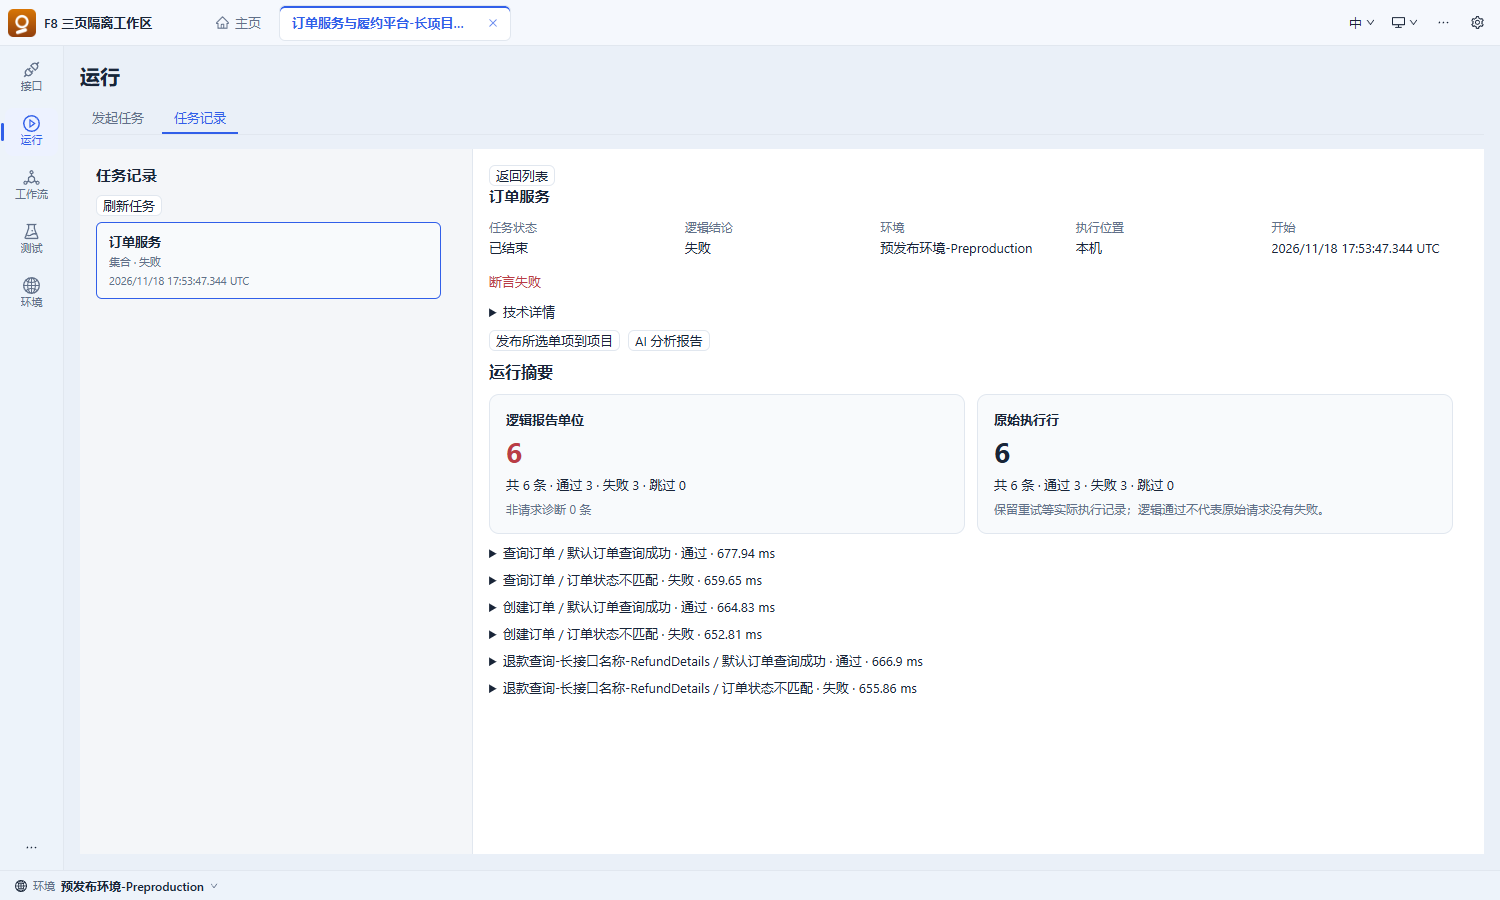 F8 三页隔离工作区
主页
订单服务与履约平台-长项目...
中
接口
运行
工作流
测试
环境
运行
发起任务
任务记录
任务记录
刷新任务
订单服务
集合 · 失败
2026/11/18 17:53:47.344 UTC
返回列表
订单服务
任务状态
已结束
逻辑结论
失败
环境
预发布环境-Preproduction
执行位置
本机
开始
2026/11/18 17:53:47.344 UTC
断言失败
技术详情
发布所选单项到项目
AI 分析报告
运行摘要
逻辑报告单位
6
共 6 条 · 通过 3 · 失败 3 · 跳过 0
非请求诊断 0 条
原始执行行
6
共 6 条 · 通过 3 · 失败 3 · 跳过 0
保留重试等实际执行记录；逻辑通过不代表原始请求没有失败。
查询订单 / 默认订单查询成功 · 通过 · 677.94 ms
查询订单 / 订单状态不匹配 · 失败 · 659.65 ms
创建订单 / 默认订单查询成功 · 通过 · 664.83 ms
创建订单 / 订单状态不匹配 · 失败 · 652.81 ms
退款查询-长接口名称-RefundDetails / 默认订单查询成功 · 通过 · 666.9 ms
退款查询-长接口名称-RefundDetails / 订单状态不匹配 · 失败 · 655.86 ms
环境 预发布环境-Preproduction